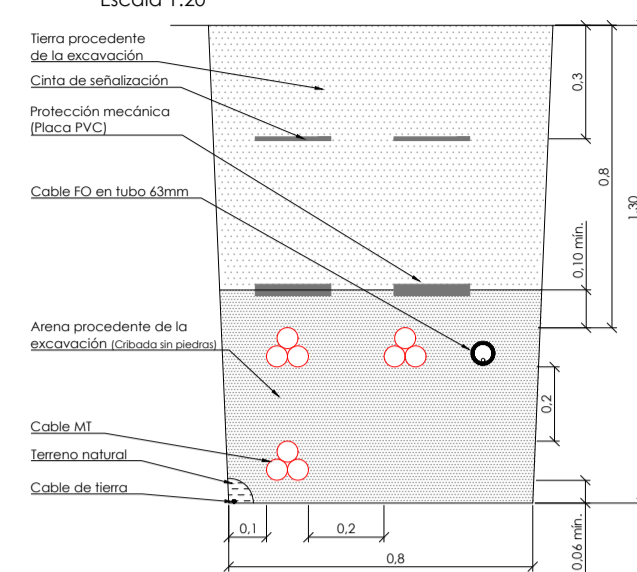 Escala 1:20
Tierra procedente
de la excavación
Cinta de señalización
Protección mecánica
(Placa PVC)
Cable FO en tubo 63mm
Arena procedente de la
excavación (Cribada sin piedras)
Cable MT
Terreno natural
Cable de tierra
0,3
0,8
1,30
0,10 mín.
0,2
0,06 mín.
0,1
0,2
0,8